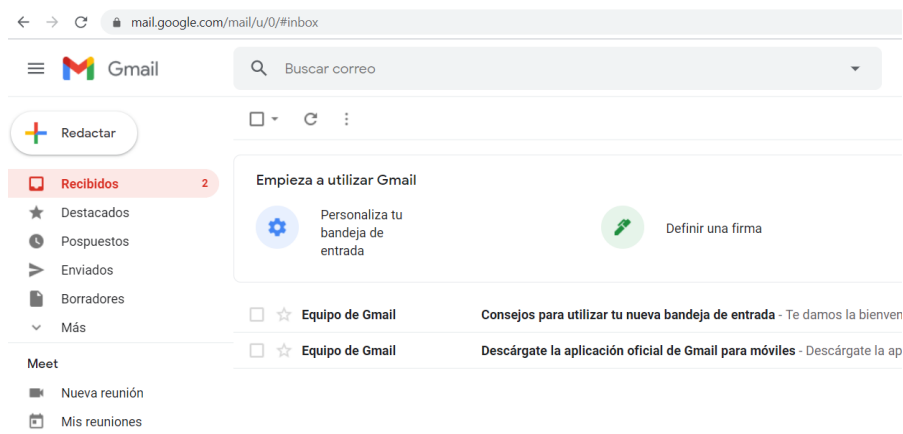 mail.google.com/mail/u/0/#inbox
Gmail
Buscar correo
Redactar
Recibidos 2
Destacados
Pospuestos
Enviados
Borradores
Más
Meet
Nueva reunión
Mis reuniones
Empieza a utilizar Gmail
Personaliza tu
bandeja de
entrada
Definir una firma
Equipo de Gmail Consejos para utilizar tu nueva bandeja de entrada - Te damos la bienven
Equipo de Gmail Descárgate la aplicación oficial de Gmail para móviles - Descárgate la ap